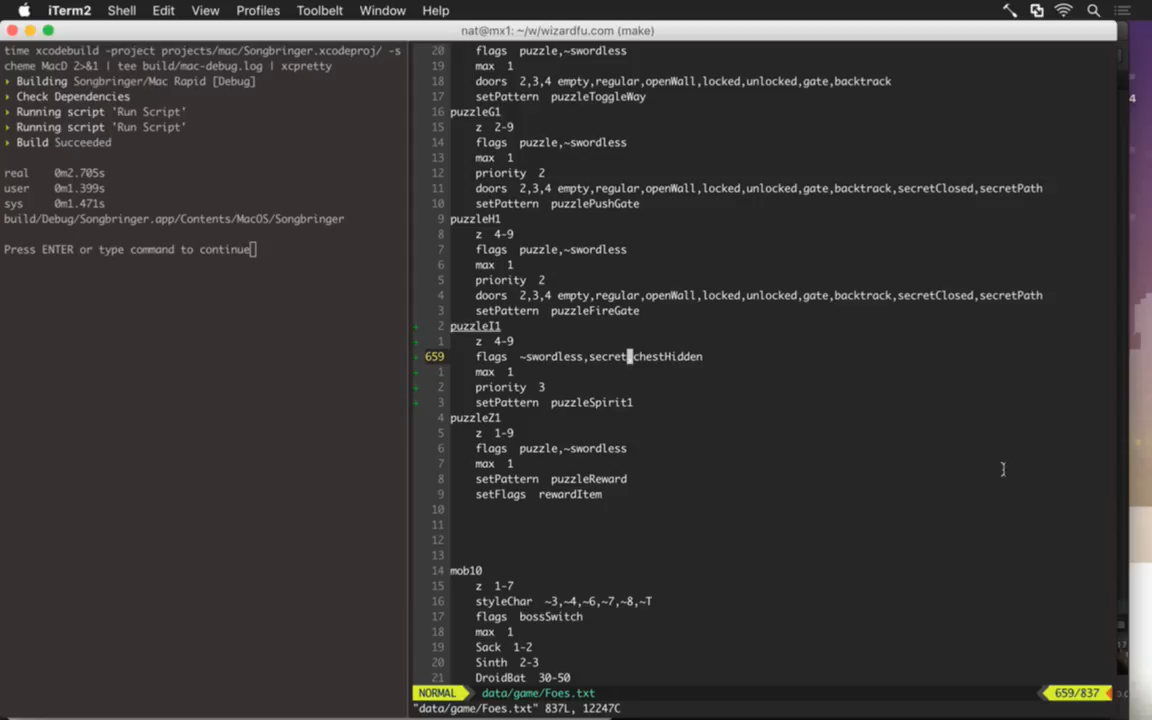 iTerm2 Shell Edit View Profiles Toolbelt Window Help
nat@mx1: ~/w/wizardfu.com (make)
time xcodebuild -project projects/mac/Songbringer.xcodeproj/ -s
cheme MacD 2>&1 | tee build/mac-debug.log | xcpretty
▸ Building Songbringer/Mac Rapid [Debug]
▸ Check Dependencies
▸ Running script 'Run Script'
▸ Running script 'Run Script'
▸ Build Succeeded
real 0m2.705s
user 0m1.399s
sys 0m1.471s
build/Debug/Songbringer.app/Contents/MacOS/Songbringer
Press ENTER or type command to continue
20 flags puzzle,~swordless
19 max 1
18 doors 2,3,4 empty,regular,openWall,locked,unlocked,gate,backtrack
17 setPattern puzzleToggleWay
16 puzzleG1
15 z 2-9
14 flags puzzle,~swordless
13 max 1
12 priority 2
11 doors 2,3,4 empty,regular,openWall,locked,unlocked,gate,backtrack,secretClosed,secretPath
10 setPattern puzzlePushGate
9 puzzleH1
8 z 4-9
7 flags puzzle,~swordless
6 max 1
5 priority 2
4 doors 2,3,4 empty,regular,openWall,locked,unlocked,gate,backtrack,secretClosed,secretPath
3 setPattern puzzleFireGate
+ 2 puzzleI1
+ 1 z 4-9
+ 659 flags ~swordless,secret,chestHidden
+ 1 max 1
+ 2 priority 3
+ 3 setPattern puzzleSpirit1
4 puzzleZ1
5 z 1-9
6 flags puzzle,~swordless
7 max 1
8 setPattern puzzleReward
9 setFlags rewardItem
10
11
12
13
14 mob10
15 z 1-7
16 styleChar ~3,~4,~6,~7,~8,~T
17 flags bossSwitch
18 max 1
19 Sack 1-2
20 Sinth 2-3
21 DroidBat 30-50
NORMAL data/game/Foes.txt 659/837
"data/game/Foes.txt" 837L, 12247C
4